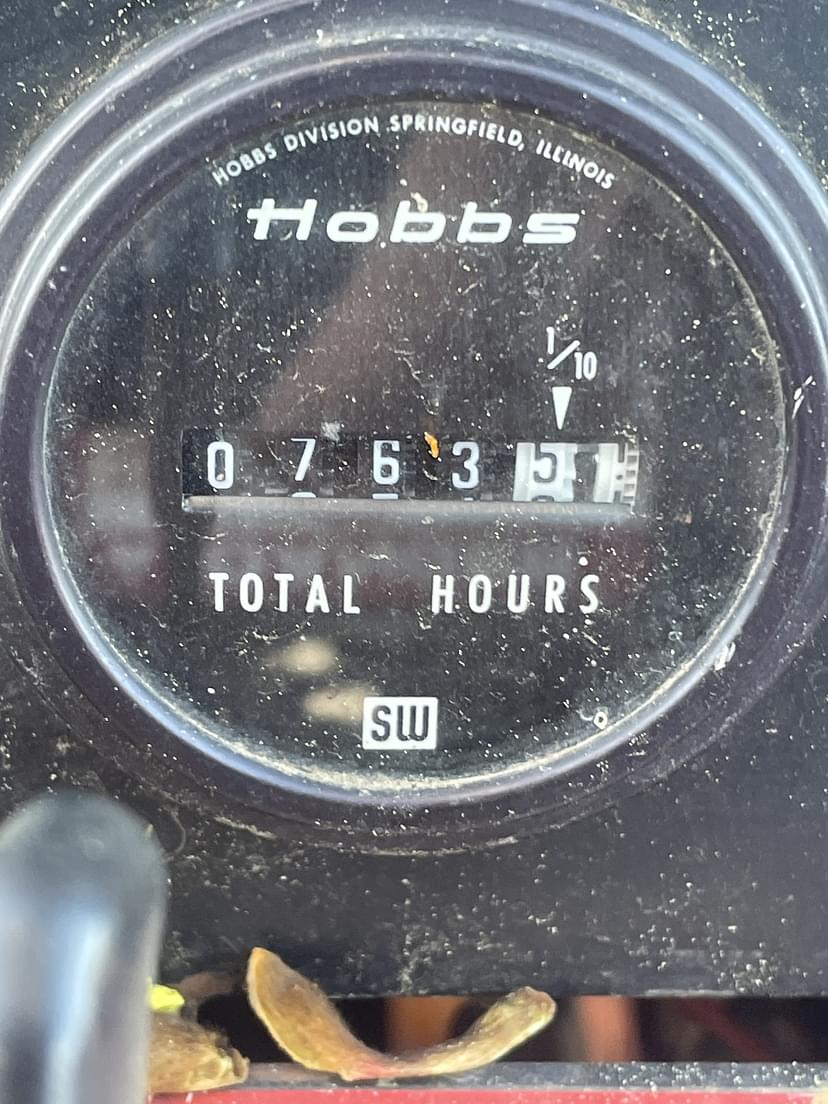 HOBBS DIVISION SPRINGFIELD, ILLINOIS
Hobbs
1/10
0 7 6 3 5
TOTAL HOURS
SW